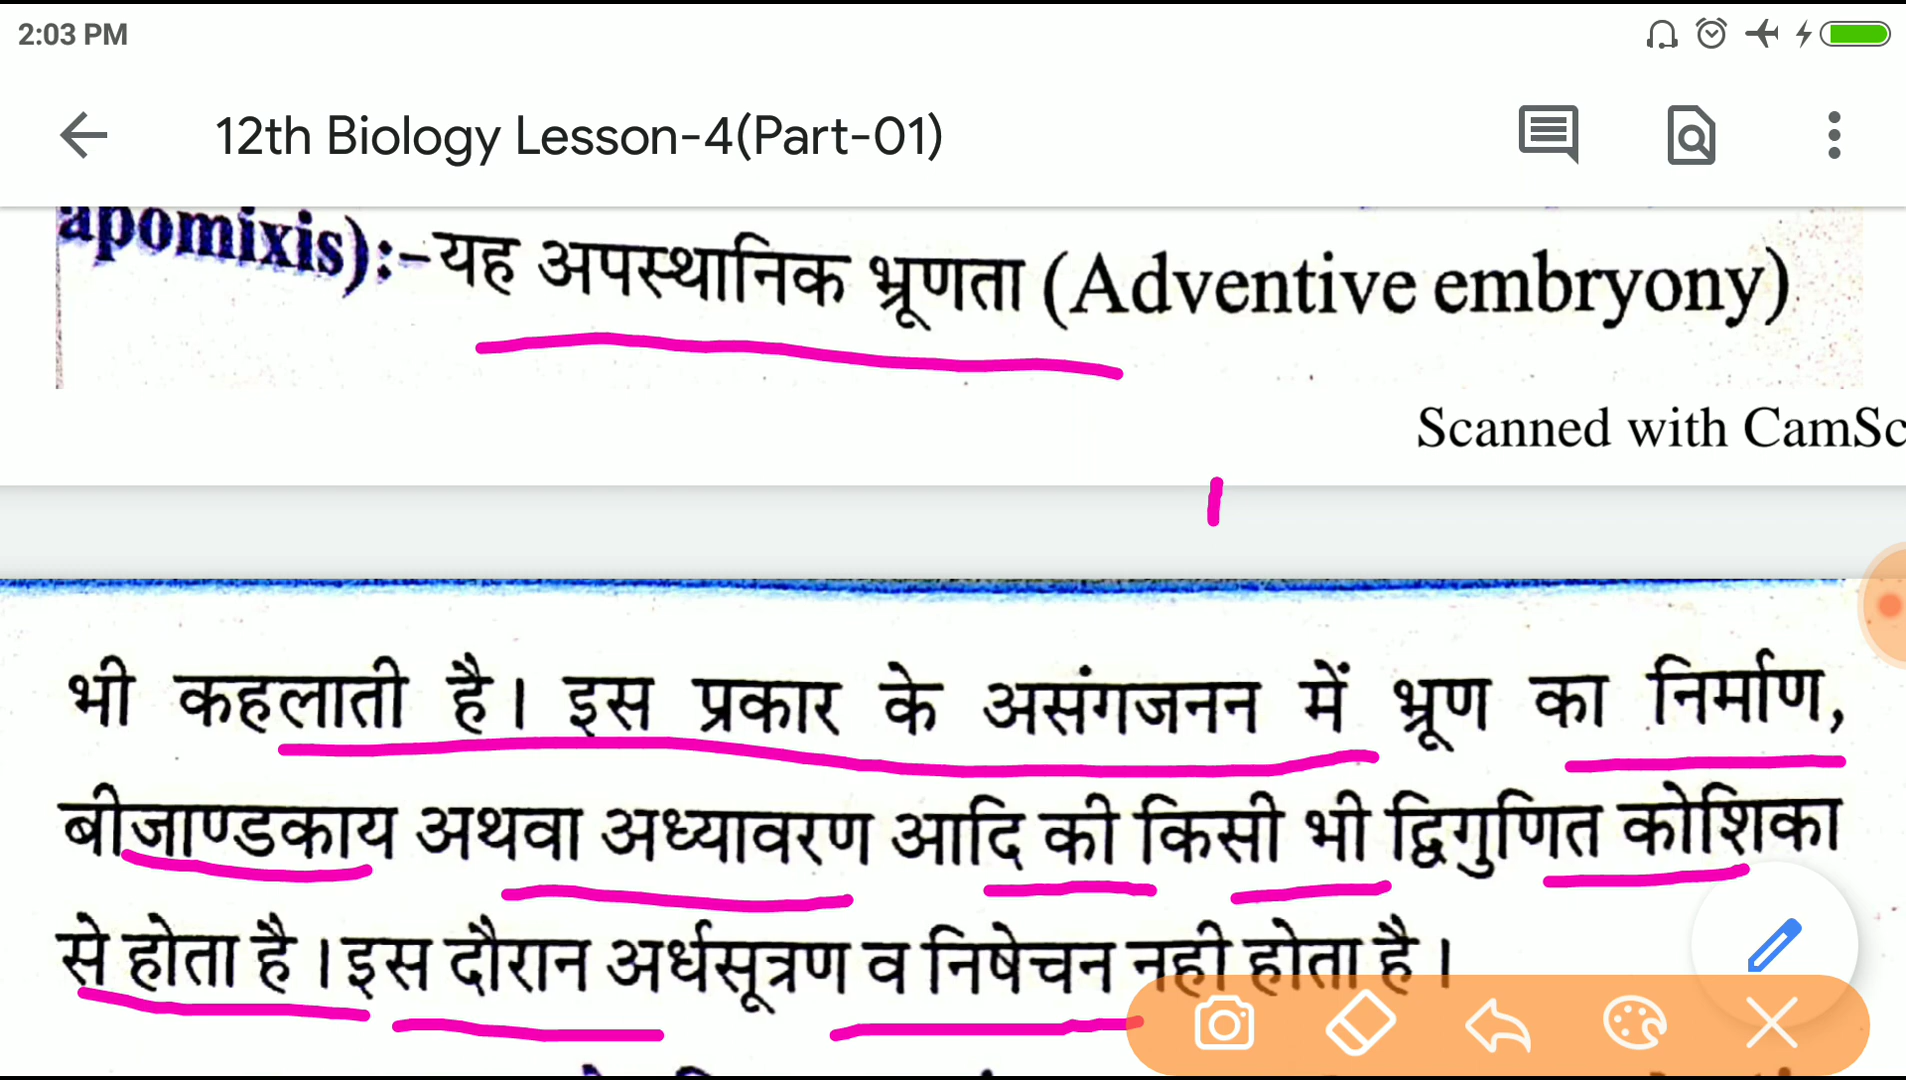 2:03 PM
12th Biology Lesson-4(Part-01)
apomixis):-यह अपस्थानिक भ्रूणता (Adventive embryony)
Scanned with CamSc
भी कहलाती है। इस प्रकार के असंगजनन में भ्रूण का निर्माण,
बीजाण्डकाय अथवा अध्यावरण आदि की किसी भी द्विगुणित कोशिका
से होता है। इस दौरान अर्धसूत्रण व निषेचन नही होता है।